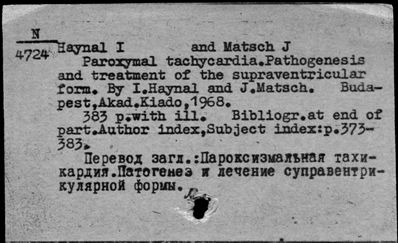 N
4724
Haynal I and Matsch J
Paroxymal tachycardia.Pathogenesis
and treatment of the supraventricular
form. By I.Haynal and J.Matsch. Buda-
pest,Akad.Kiado,1968.
383 p.with ill. Bibliogr.at end of
part.Author index,Subject index:p.373-
383.
Перевод загл.:Пароксизмальная тахи-
кардия.Патогенез и лечение суправентри-
кулярной формы.